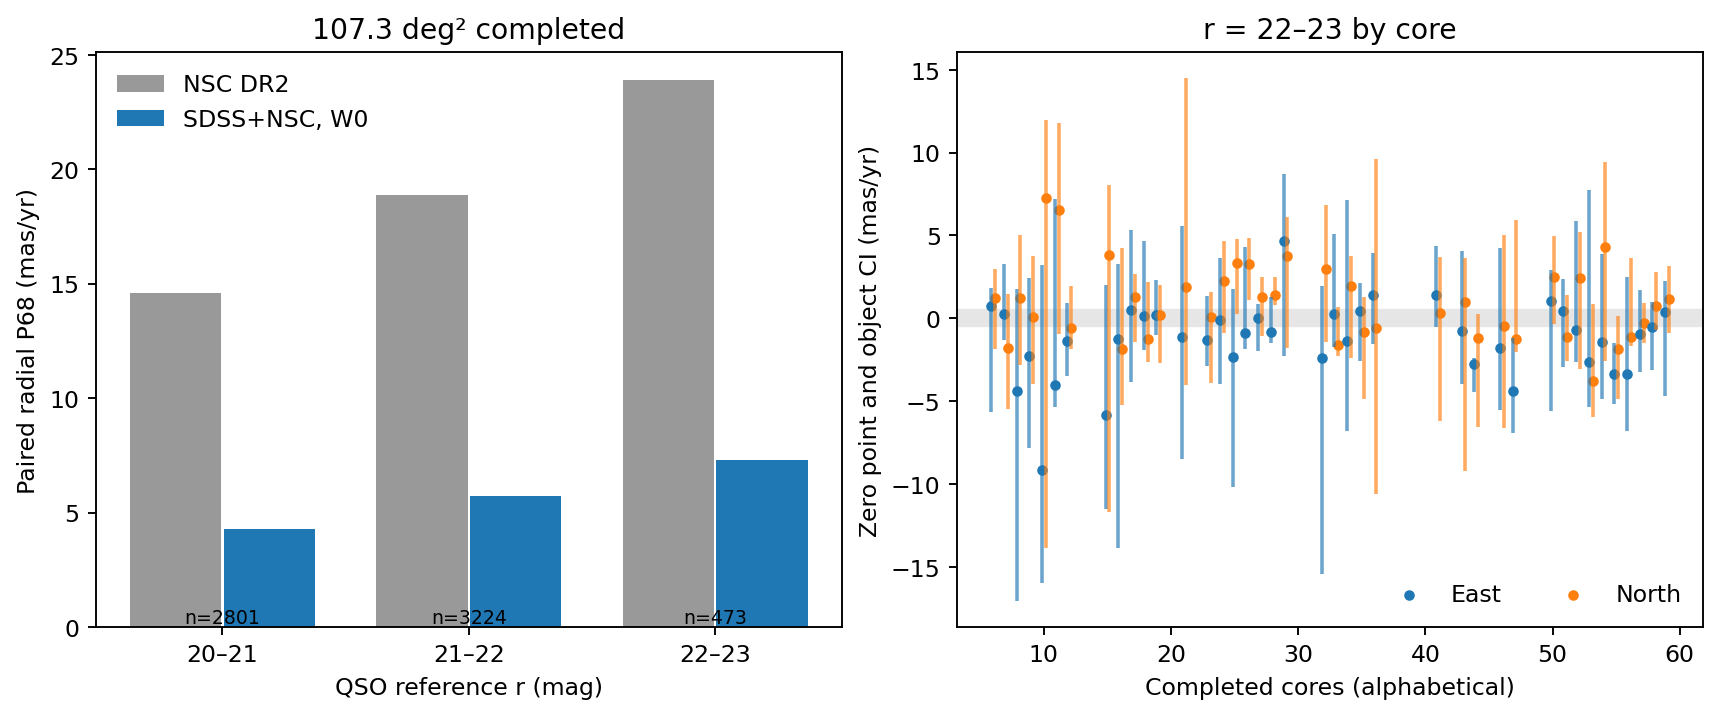 107.3 deg² completed
NSC DR2
SDSS+NSC, W0
Paired radial P68 (mas/yr)
25
20
15
10
5
0
n=2801
n=3224
n=473
20–21
21–22
22–23
QSO reference r (mag)
r = 22–23 by core
Zero point and object CI (mas/yr)
15
10
5
0
−5
−10
−15
East
North
10
20
30
40
50
60
Completed cores (alphabetical)